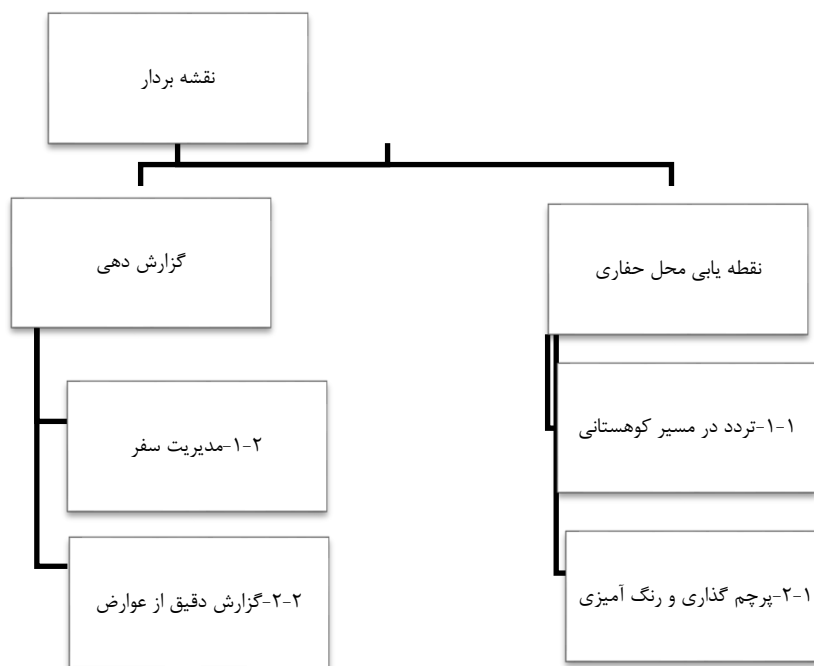 نقشه بردار
نقطه یابی محل حفاری
گزارش دهی
۱-۱-تردد در مسیر کوهستانی
۱-۲-مدیریت سفر
۲-۱-پرچم گذاری و رنگ آمیزی
۲-۲-گزارش دقیق از عوارض